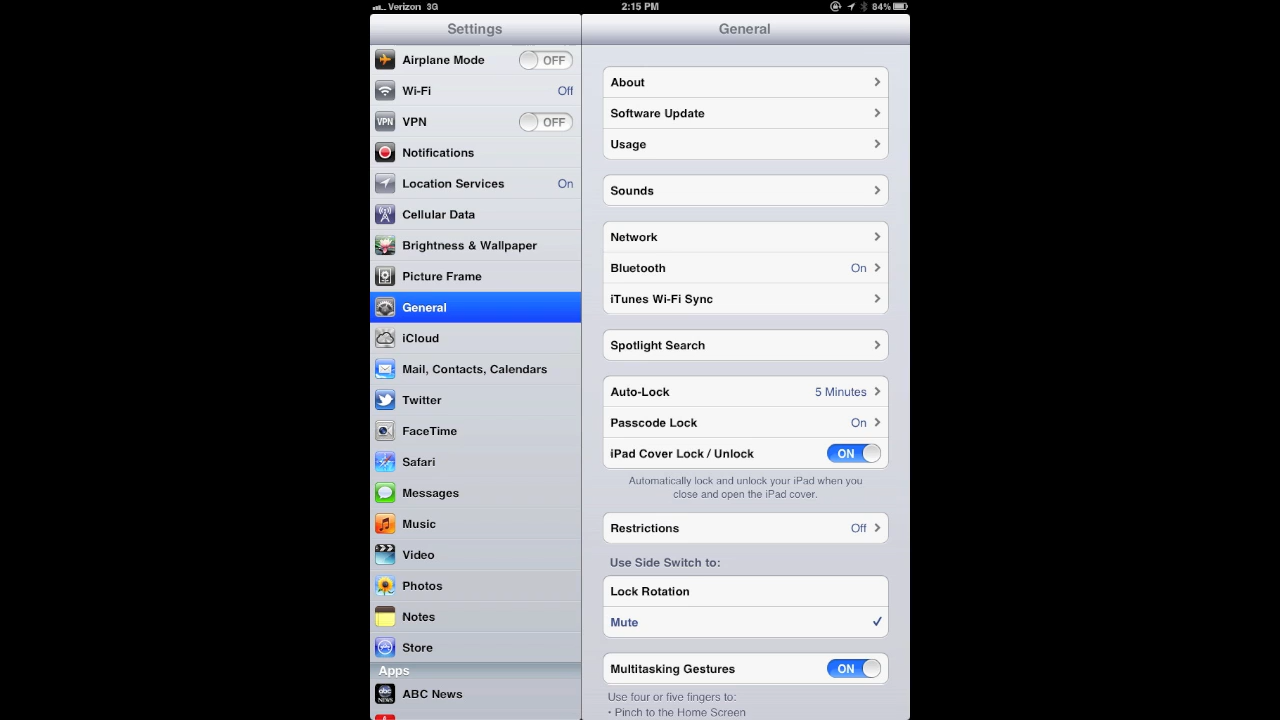 Verizon 3G 2:15 PM 84%
Settings
Airplane Mode OFF
Wi-Fi Off
VPN VPN OFF
Notifications
Location Services On
Cellular Data
Brightness & Wallpaper
Picture Frame
General
iCloud
Mail, Contacts, Calendars
Twitter
FaceTime
Safari
Messages
Music
Video
Photos
Notes
Store
Apps
abc NEWS ABC News
General
About
Software Update
Usage
Sounds
Network
Bluetooth On
iTunes Wi-Fi Sync
Spotlight Search
Auto-Lock 5 Minutes
Passcode Lock On
iPad Cover Lock / Unlock ON
Automatically lock and unlock your iPad when you
close and open the iPad cover.
Restrictions Off
Use Side Switch to:
Lock Rotation
Mute
Multitasking Gestures ON
Use four or five fingers to:
• Pinch to the Home Screen